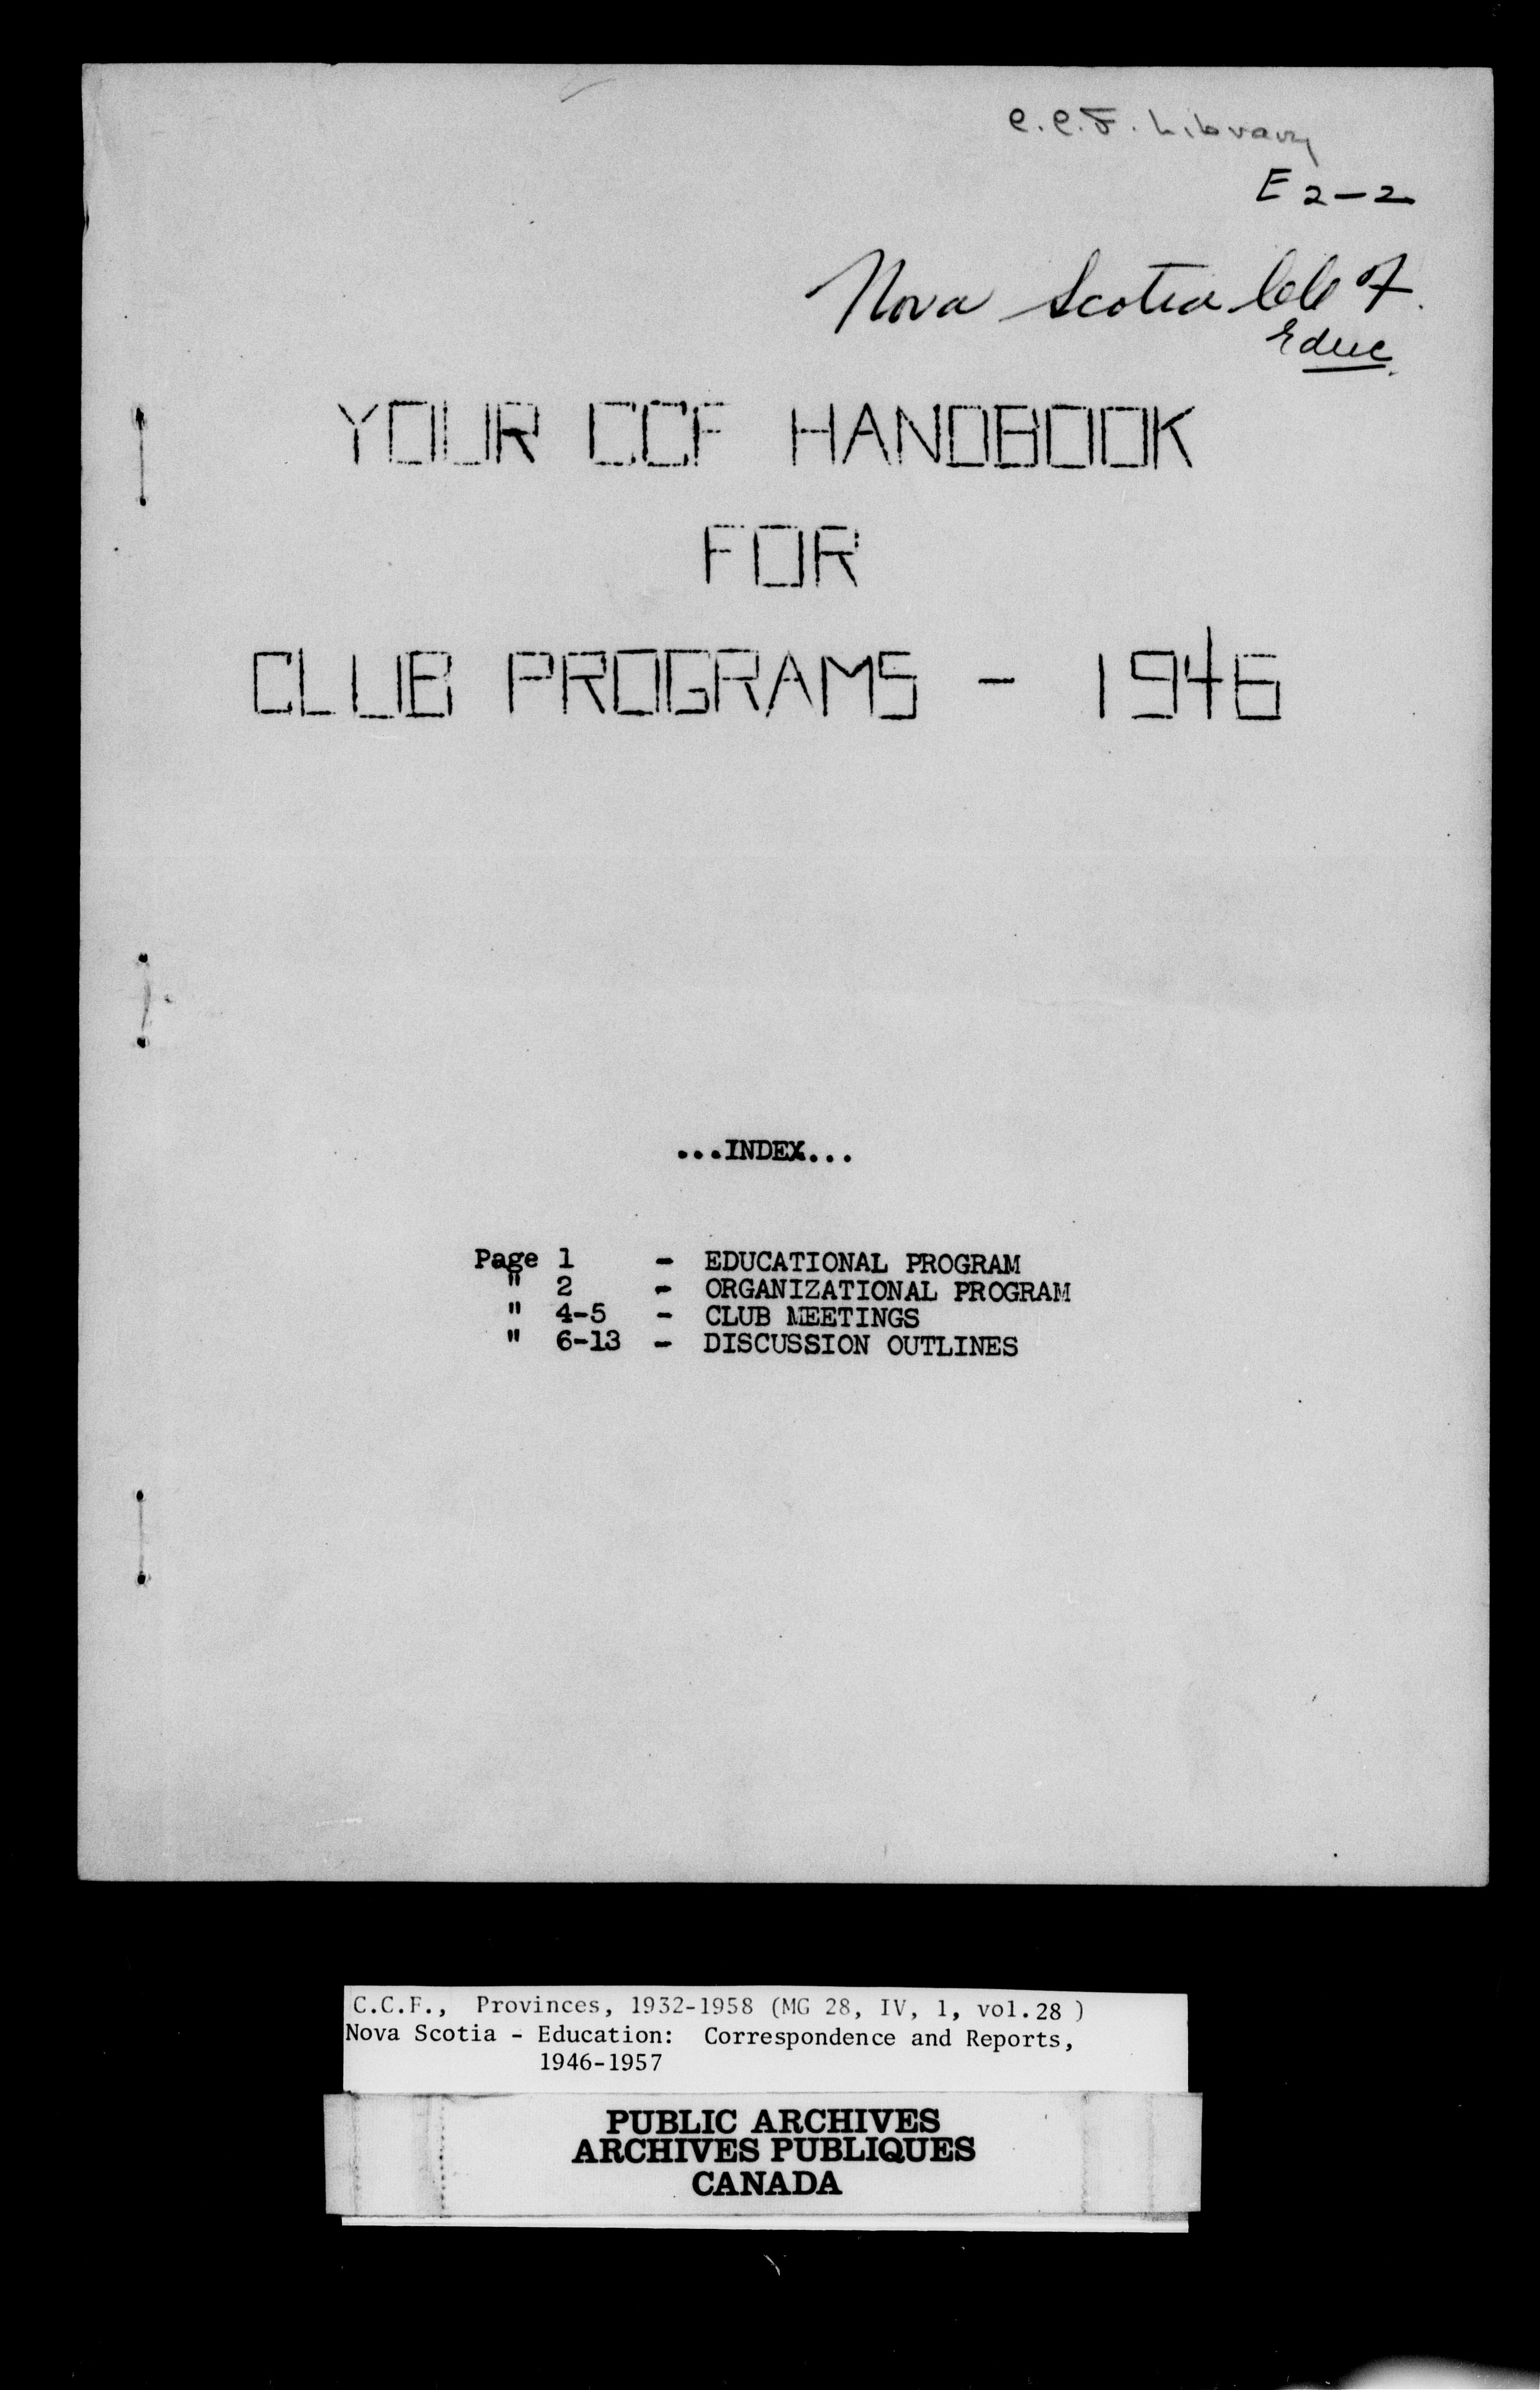 C.C.F. Library
E2-2
Nova Scotia CCF.
Educ.
YOUR CCF HANDBOOK
FOR
CLUB PROGRAMS - 1946
...INDEX...
Page 1 - EDUCATIONAL PROGRAM
" 2 - ORGANIZATIONAL PROGRAM
" 4-5 - CLUB MEETINGS
" 6-13 - DISCUSSION OUTLINES
C.C.F., Provinces, 1932-1958 (MG 28, IV, 1, vol.28 )
Nova Scotia - Education: Correspondence and Reports,
1946-1957
PUBLIC ARCHIVES
ARCHIVES PUBLIQUES
CANADA